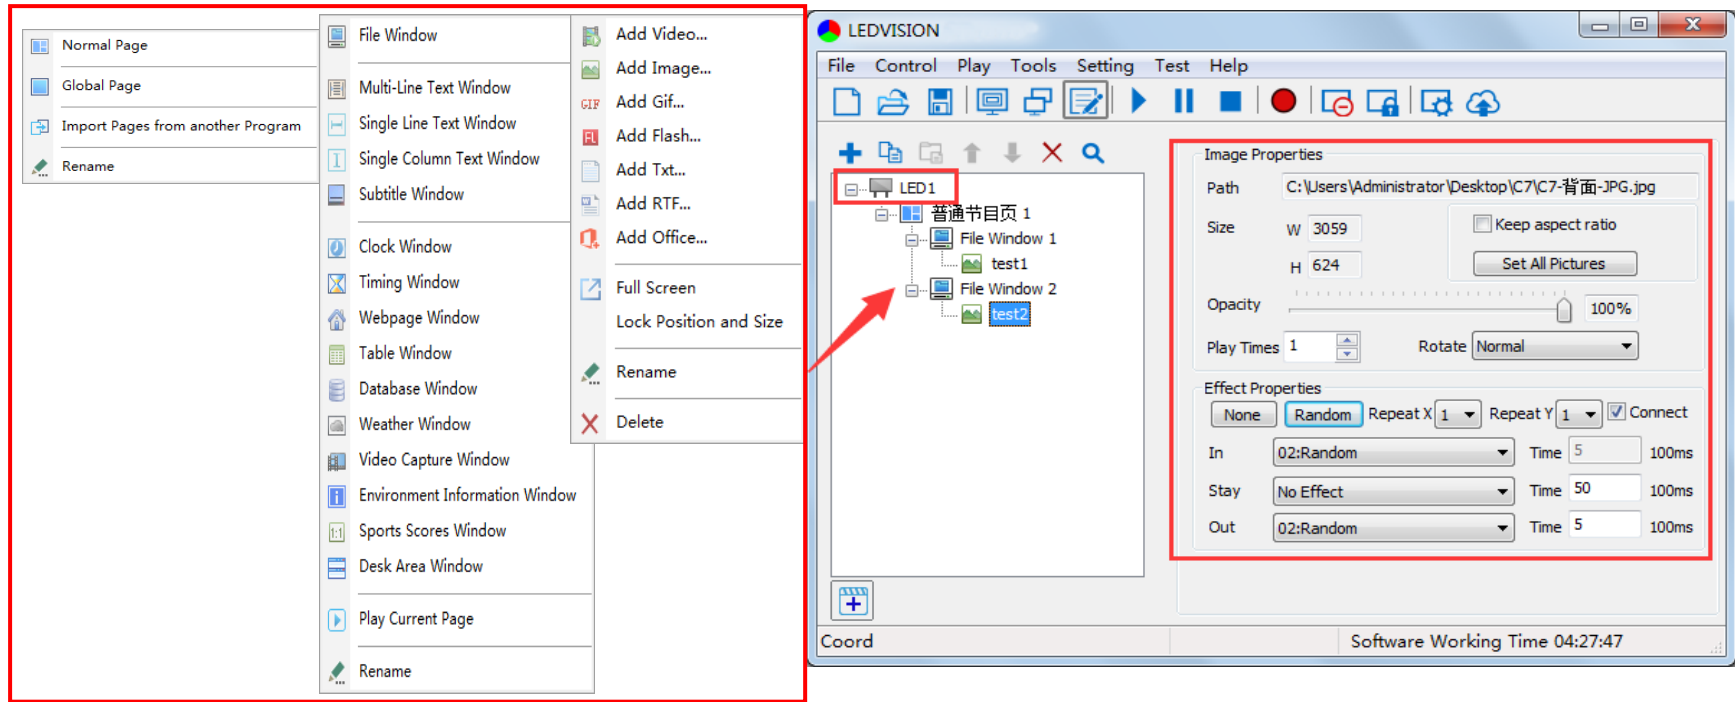 Normal Page
Global Page
Import Pages from another Program
Rename
File Window
Multi-Line Text Window
Single Line Text Window
Single Column Text Window
Subtitle Window
Clock Window
Timing Window
Webpage Window
Table Window
Database Window
Weather Window
Video Capture Window
Environment Information Window
Sports Scores Window
Desk Area Window
Play Current Page
Rename
Add Video...
Add Image...
GIF Add Gif...
FL Add Flash...
Add Txt...
Add RTF...
Add Office...
Full Screen
Lock Position and Size
Rename
Delete
LEDVISION
File Control Play Tools Setting Test Help
LED1
普通节目页 1
File Window 1
test1
File Window 2
test2
Image Properties
Path C:\Users\Administrator\Desktop\C7\C7-背面-JPG.jpg
Size W 3059 Keep aspect ratio
H 624 Set All Pictures
Opacity 100%
Play Times 1 Rotate Normal
Effect Properties
None Random Repeat X 1 Repeat Y 1 Connect
In 02:Random Time 5 100ms
Stay No Effect Time 50 100ms
Out 02:Random Time 5 100ms
Coord Software Working Time 04:27:47